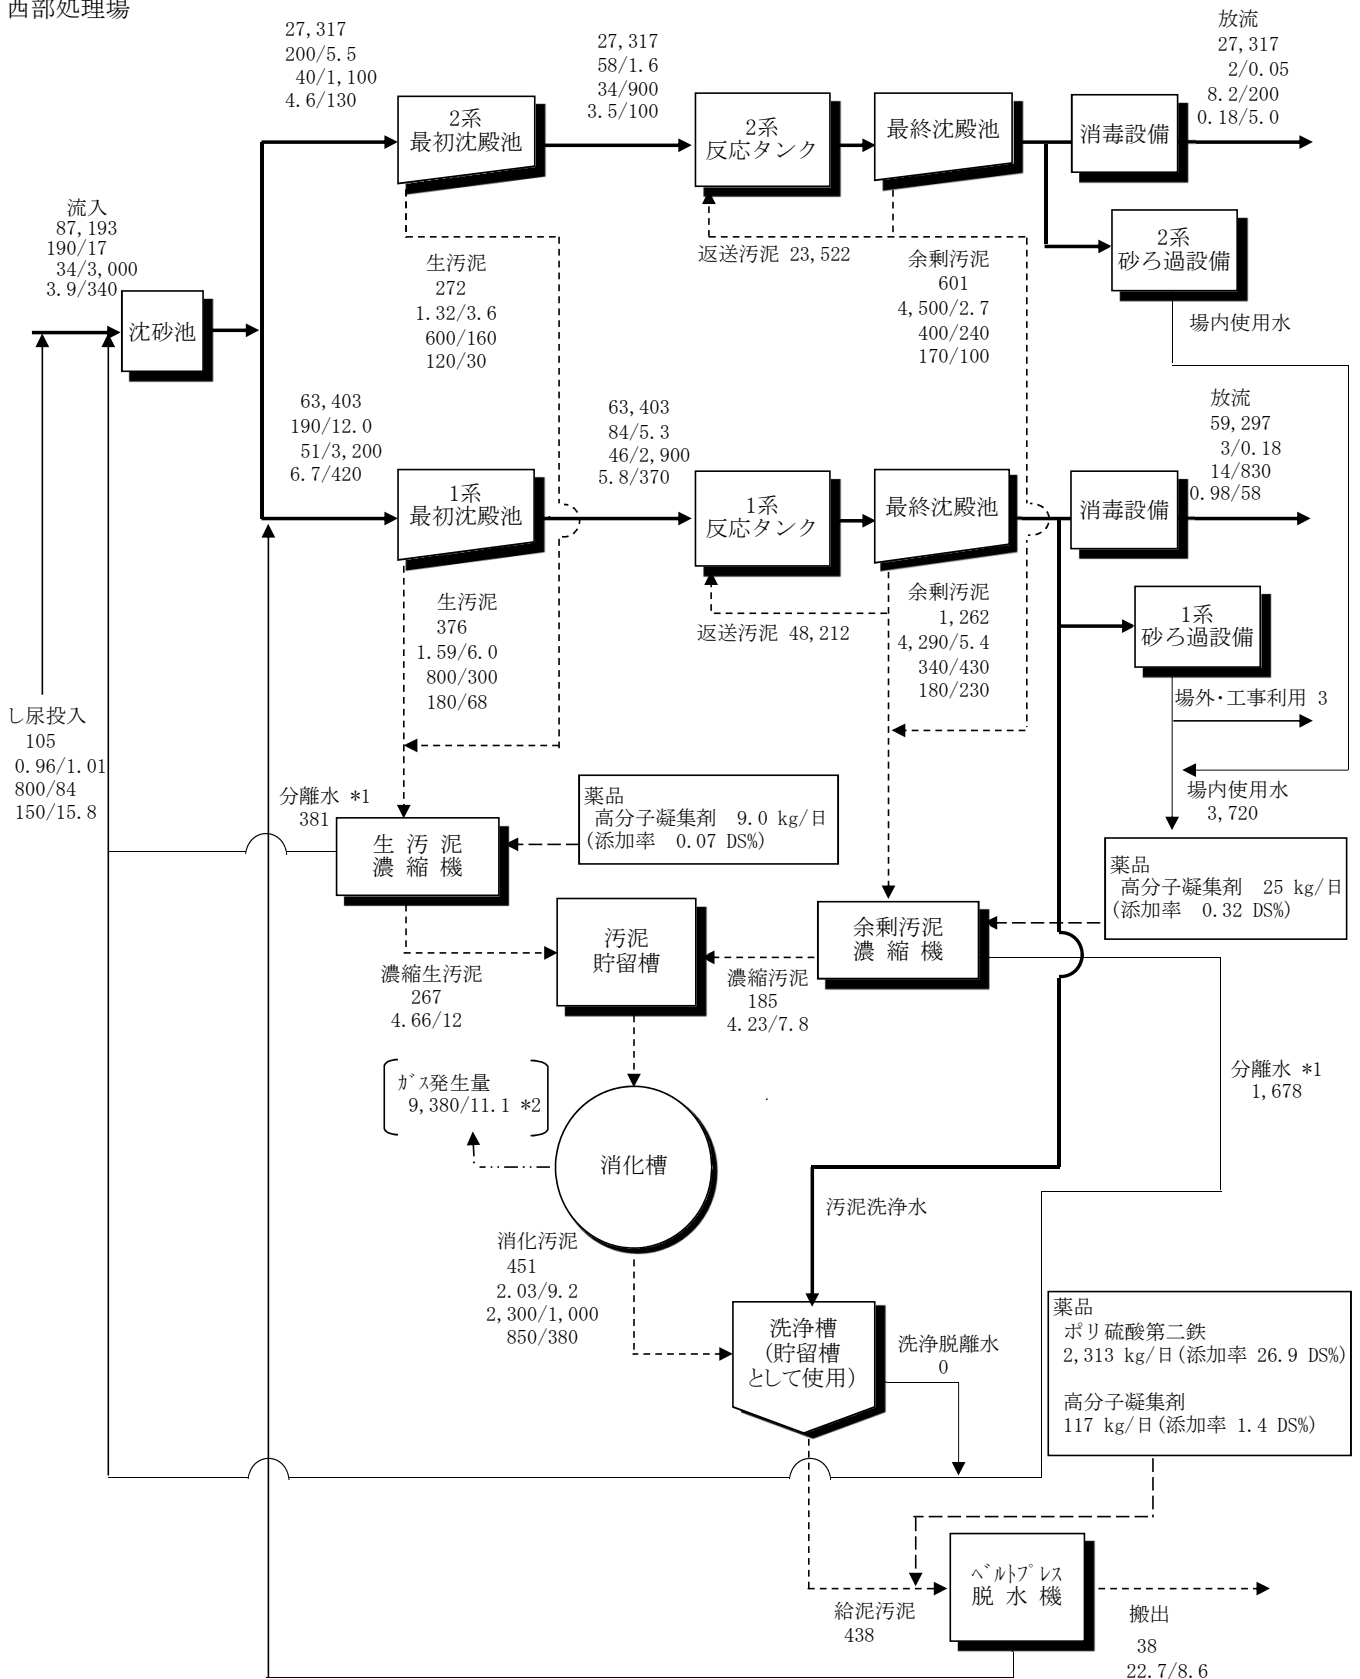 西部処理場
27,317
200/5.5
40/1,100
4.6/130
27,317
58/1.6
34/900
3.5/100
放流
27,317
2/0.05
8.2/200
0.18/5.0
2系
最初沈殿池
2系
反応タンク
最終沈殿池
消毒設備
2系
砂ろ過設備
場内使用水
流入
87,193
190/17
34/3,000
3.9/340
沈砂池
生汚泥
272
1.32/3.6
600/160
120/30
返送汚泥 23,522
余剰汚泥
601
4,500/2.7
400/240
170/100
63,403
190/12.0
51/3,200
6.7/420
63,403
84/5.3
46/2,900
5.8/370
放流
59,297
3/0.18
14/830
0.98/58
1系
最初沈殿池
1系
反応タンク
最終沈殿池
消毒設備
1系
砂ろ過設備
生汚泥
376
1.59/6.0
800/300
180/68
返送汚泥 48,212
余剰汚泥
1,262
4,290/5.4
340/430
180/230
場外・工事利用 3
し尿投入
105
0.96/1.01
800/84
150/15.8
場内使用水
3,720
分離水 *1
381
生 汚 泥
濃 縮 機
薬品
高分子凝集剤 9.0 kg/日
(添加率 0.07 DS%)
薬品
高分子凝集剤 25 kg/日
(添加率 0.32 DS%)
汚泥
貯留槽
余剰汚泥
濃 縮 機
濃縮生汚泥
267
4.66/12
濃縮汚泥
185
4.23/7.8
ガス発生量
9,380/11.1 *2
分離水 *1
1,678
消化槽
汚泥洗浄水
消化汚泥
451
2.03/9.2
2,300/1,000
850/380
洗浄槽
(貯留槽
として使用)
洗浄脱離水
0
薬品
ポリ硫酸第二鉄
2,313 kg/日(添加率 26.9 DS%)
高分子凝集剤
117 kg/日(添加率 1.4 DS%)
ベルトプレス
脱 水 機
給泥汚泥
438
搬出
38
22.7/8.6